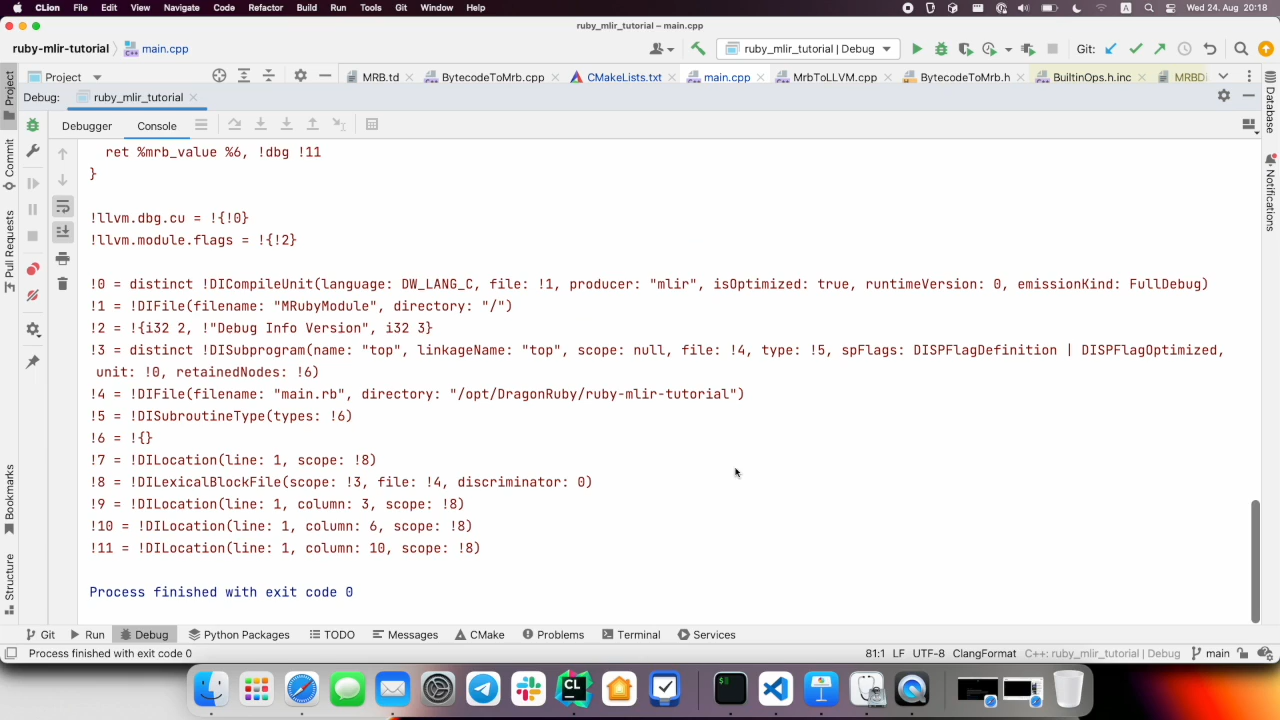 CLion File Edit View Navigate Code Refactor Build Run Tools Git Window Help A Wed 24. Aug 20:18
ruby_mlir_tutorial – main.cpp
ruby-mlir-tutorial main.cpp ruby_mlir_tutorial | Debug Git:
Project Project MRB.td BytecodeToMrb.cpp CMakeLists.txt main.cpp MrbToLLVM.cpp BytecodeToMrb.h BuiltinOps.h.inc MRBDi
Debug: ruby_mlir_tutorial
Debugger Console
ret %mrb_value %6, !dbg !11
}
!llvm.dbg.cu = !{!0}
!llvm.module.flags = !{!2}
!0 = distinct !DICompileUnit(language: DW_LANG_C, file: !1, producer: "mlir", isOptimized: true, runtimeVersion: 0, emissionKind: FullDebug)
!1 = !DIFile(filename: "MRubyModule", directory: "/")
!2 = !{i32 2, !"Debug Info Version", i32 3}
!3 = distinct !DISubprogram(name: "top", linkageName: "top", scope: null, file: !4, type: !5, spFlags: DISPFlagDefinition | DISPFlagOptimized,
unit: !0, retainedNodes: !6)
!4 = !DIFile(filename: "main.rb", directory: "/opt/DragonRuby/ruby-mlir-tutorial")
!5 = !DISubroutineType(types: !6)
!6 = !{}
!7 = !DILocation(line: 1, scope: !8)
!8 = !DILexicalBlockFile(scope: !3, file: !4, discriminator: 0)
!9 = !DILocation(line: 1, column: 3, scope: !8)
!10 = !DILocation(line: 1, column: 6, scope: !8)
!11 = !DILocation(line: 1, column: 10, scope: !8)
Process finished with exit code 0
Commit
Pull Requests
Bookmarks
Structure
Database
Notifications
Git Run Debug Python Packages TODO Messages CMake Problems Terminal Services
Process finished with exit code 0 81:1 LF UTF-8 ClangFormat C++: ruby_mlir_tutorial | Debug main
CL